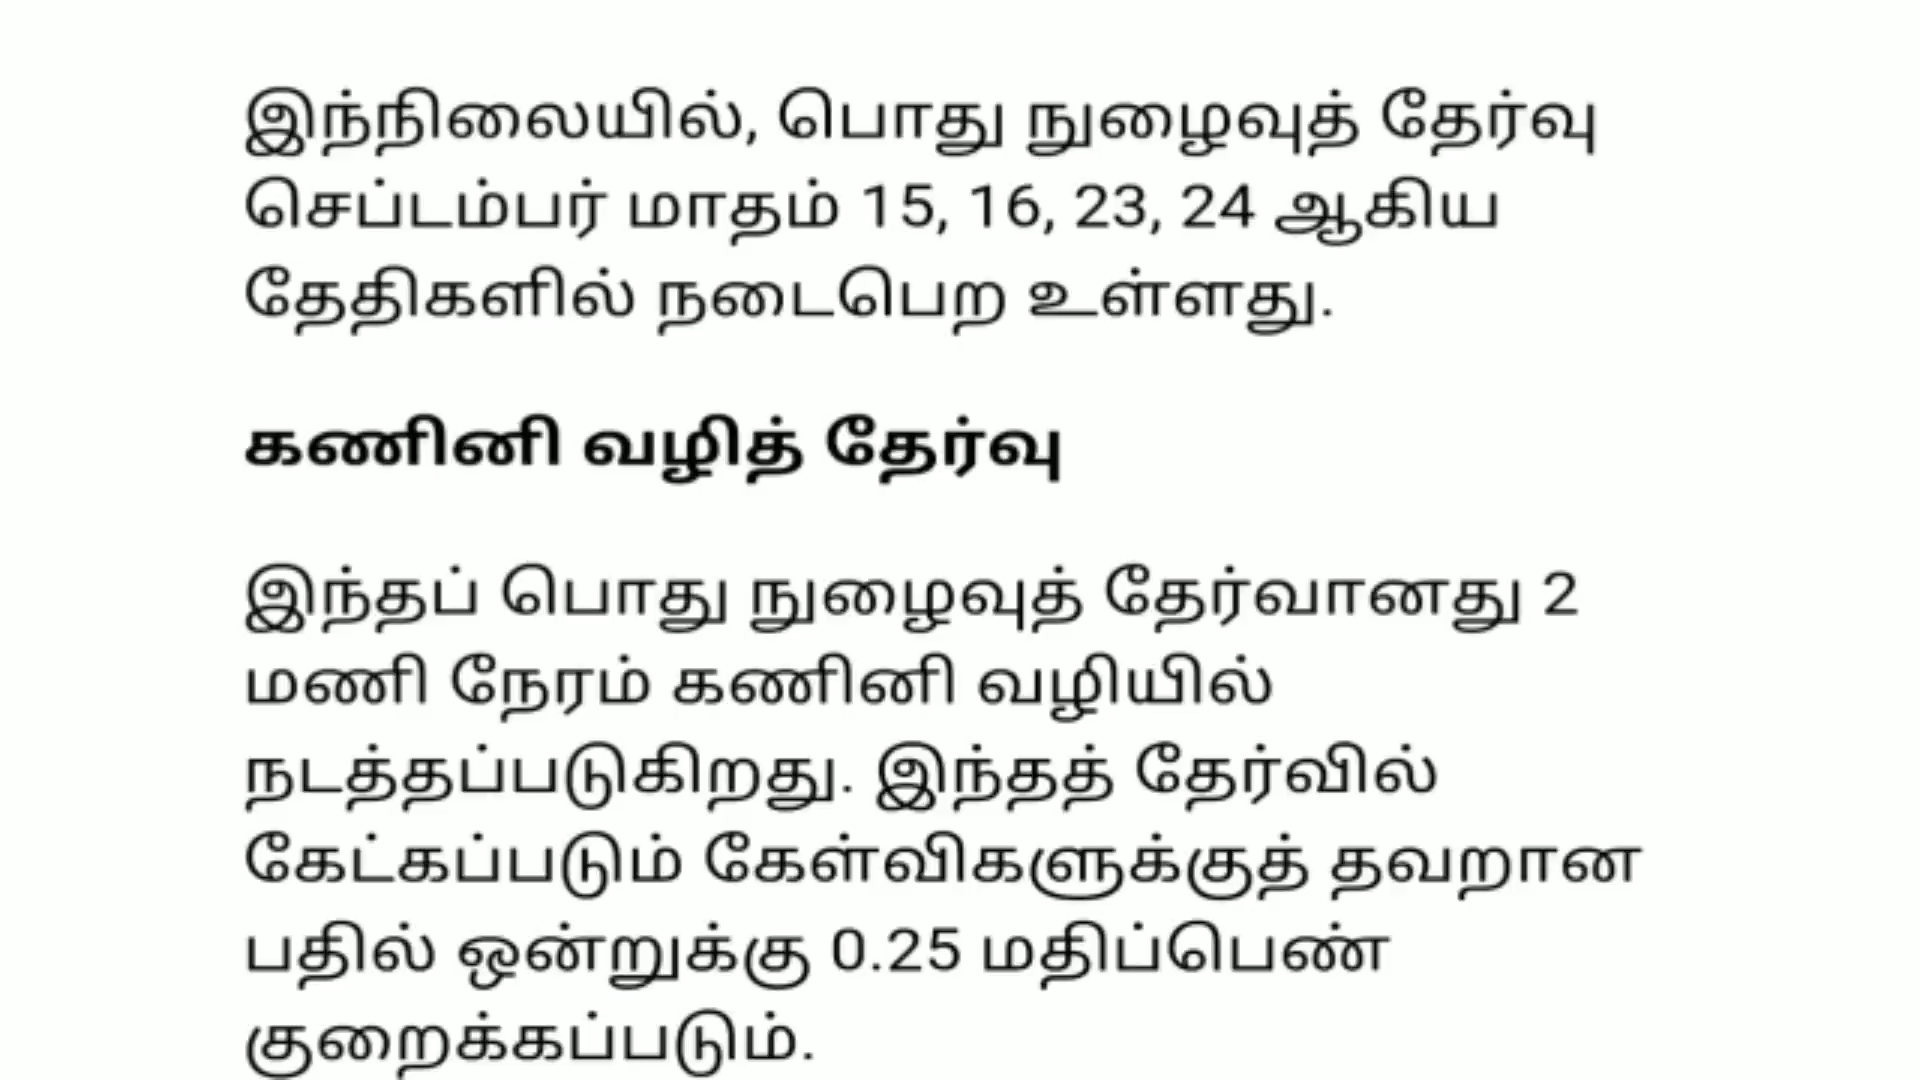 இந்நிலையில், பொது நுழைவுத் தேர்வு
செப்டம்பர் மாதம் 15, 16, 23, 24 ஆகிய
தேதிகளில் நடைபெற உள்ளது.
கணினி வழித் தேர்வு
இந்தப் பொது நுழைவுத் தேர்வானது 2
மணி நேரம் கணினி வழியில்
நடத்தப்படுகிறது. இந்தத் தேர்வில்
கேட்கப்படும் கேள்விகளுக்குத் தவறான
பதில் ஒன்றுக்கு 0.25 மதிப்பெண்
குறைக்கப்படும்.